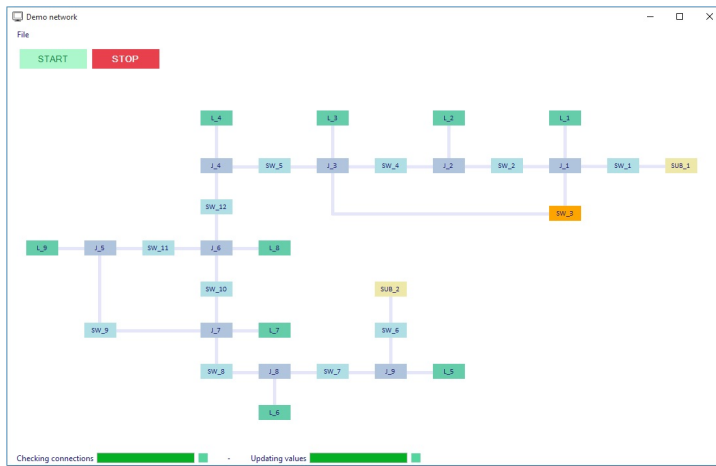 Demo network
File
START STOP
L_4 L_3 L_2 L_1
J_4 SW_5 J_3 SW_4 J_2 SW_2 J_1 SW_1 SUB_1
SW_12 SW_3
L_9 J_5 SW_11 J_6 L_8
SW_10 SUB_2
SW_9 J_7 L_7 SW_6
SW_8 J_8 SW_7 J_9 L_5
L_6
Checking connections - Updating values